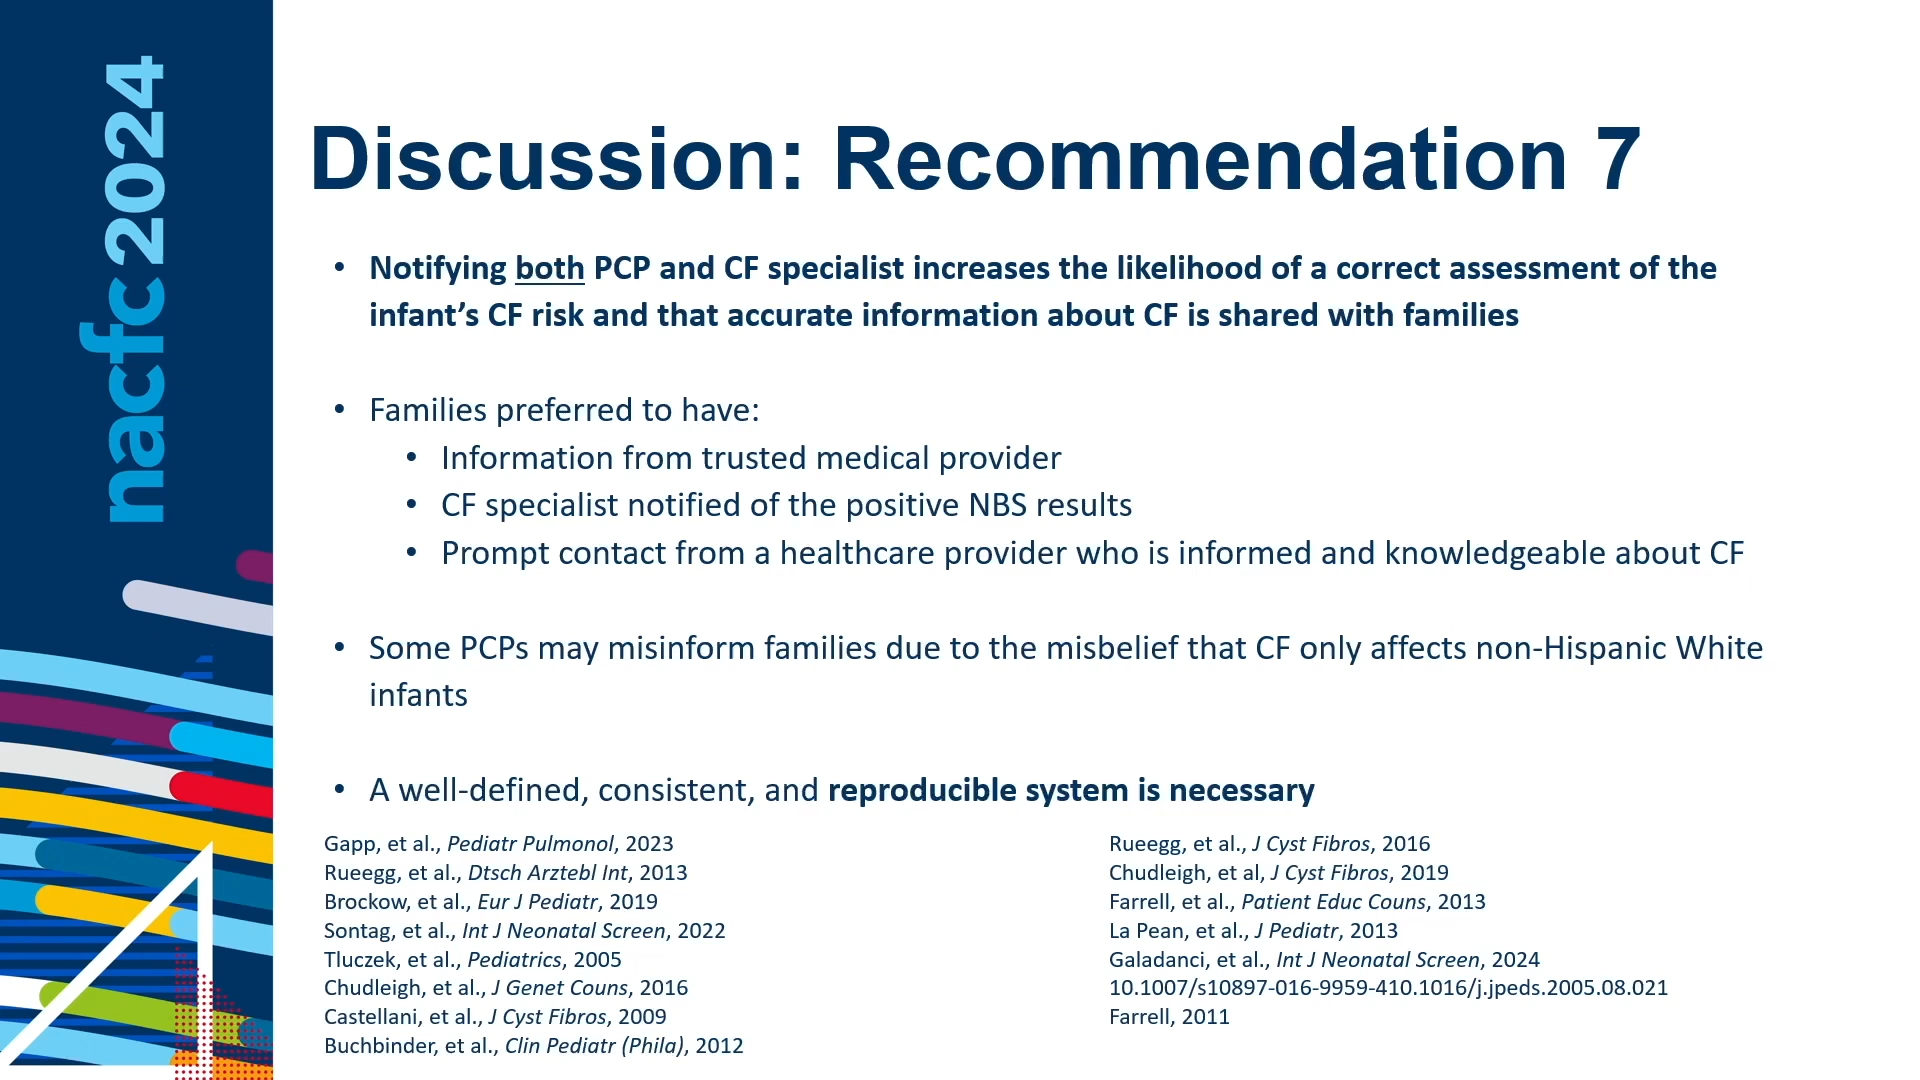 nacfc 2024
Discussion: Recommendation 7
• Notifying both PCP and CF specialist increases the likelihood of a correct assessment of the
infant’s CF risk and that accurate information about CF is shared with families
• Families preferred to have:
• Information from trusted medical provider
• CF specialist notified of the positive NBS results
• Prompt contact from a healthcare provider who is informed and knowledgeable about CF
• Some PCPs may misinform families due to the misbelief that CF only affects non-Hispanic White
infants
• A well-defined, consistent, and reproducible system is necessary
Gapp, et al., Pediatr Pulmonol, 2023
Rueegg, et al., Dtsch Arztebl Int, 2013
Brockow, et al., Eur J Pediatr, 2019
Sontag, et al., Int J Neonatal Screen, 2022
Tluczek, et al., Pediatrics, 2005
Chudleigh, et al., J Genet Couns, 2016
Castellani, et al., J Cyst Fibros, 2009
Buchbinder, et al., Clin Pediatr (Phila), 2012
Rueegg, et al., J Cyst Fibros, 2016
Chudleigh, et al, J Cyst Fibros, 2019
Farrell, et al., Patient Educ Couns, 2013
La Pean, et al., J Pediatr, 2013
Galadanci, et al., Int J Neonatal Screen, 2024
10.1007/s10897-016-9959-410.1016/j.jpeds.2005.08.021
Farrell, 2011